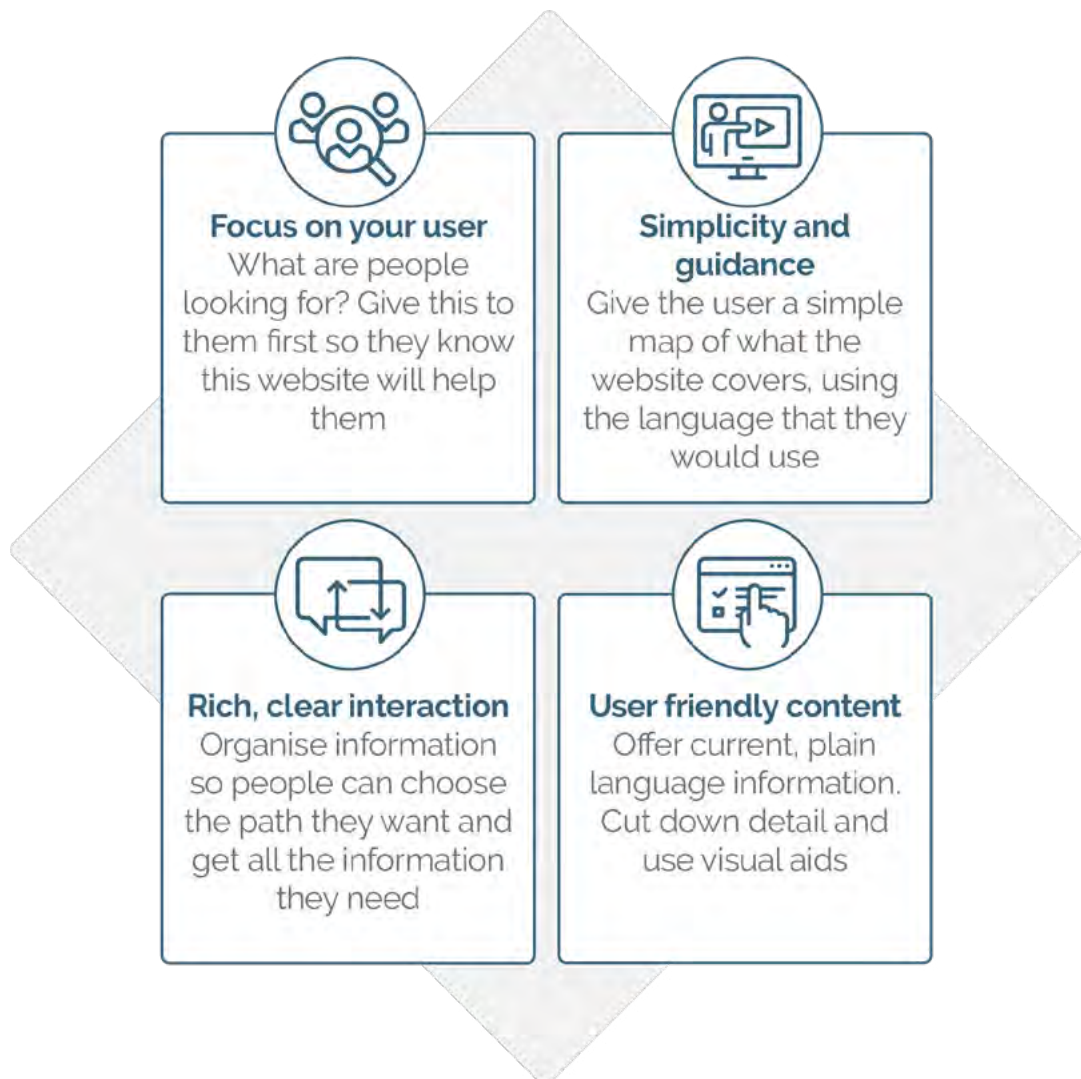 Focus on your user
What are people
looking for? Give this to
them first so they know
this website will help
them
Simplicity and
guidance
Give the user a simple
map of what the
website covers, using
the language that they
would use
Rich, clear interaction
Organise information
so people can choose
the path they want and
get all the information
they need
User friendly content
Offer current, plain
language information.
Cut down detail and
use visual aids